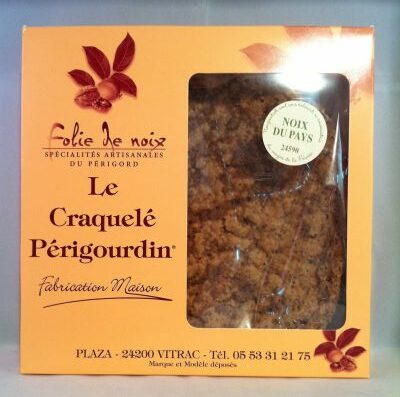 Folie de noix
SPÉCIALITÉS ARTISANALES
DU PÉRIGORD
Le
Craquelé
Périgourdin®
Fabrication Maison
NOIX
DU PAYS
24590
PLAZA - 24200 VITRAC - Tél. 05 53 31 21 75
Marque et Modèle déposés